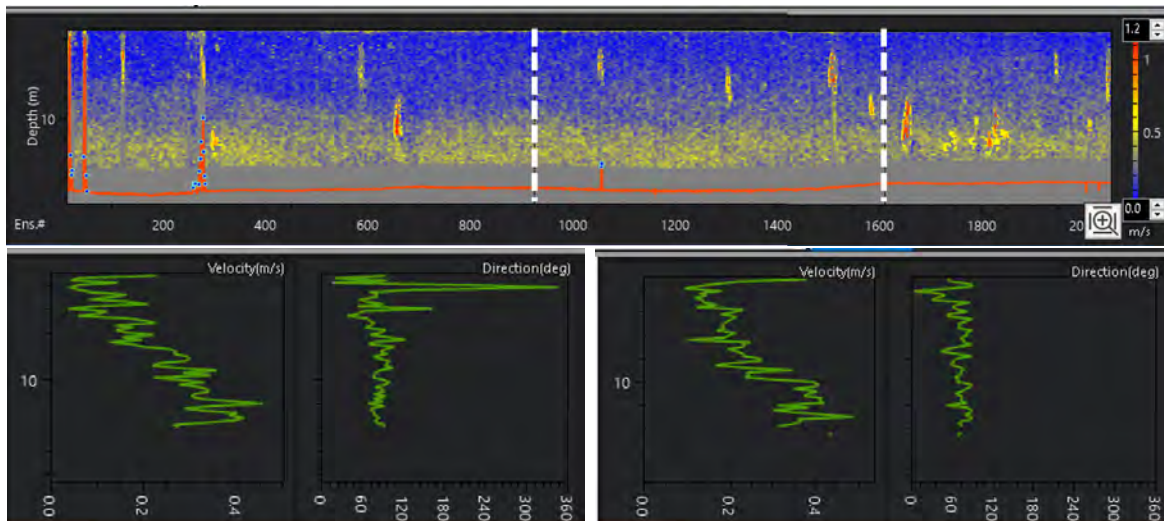 1.2
1
0.5
0.0
m/s
Depth (m)
10
Ens.# 200 400 600 800 1000 1200 1400 1600 1800 20
Velocity(m/s) Direction(deg) Velocity(m/s) Direction(deg)
10 10
0.0 0.2 0.4 0 60 120 180 240 300 360 0.0 0.2 0.4 0 60 120 180 240 300 360